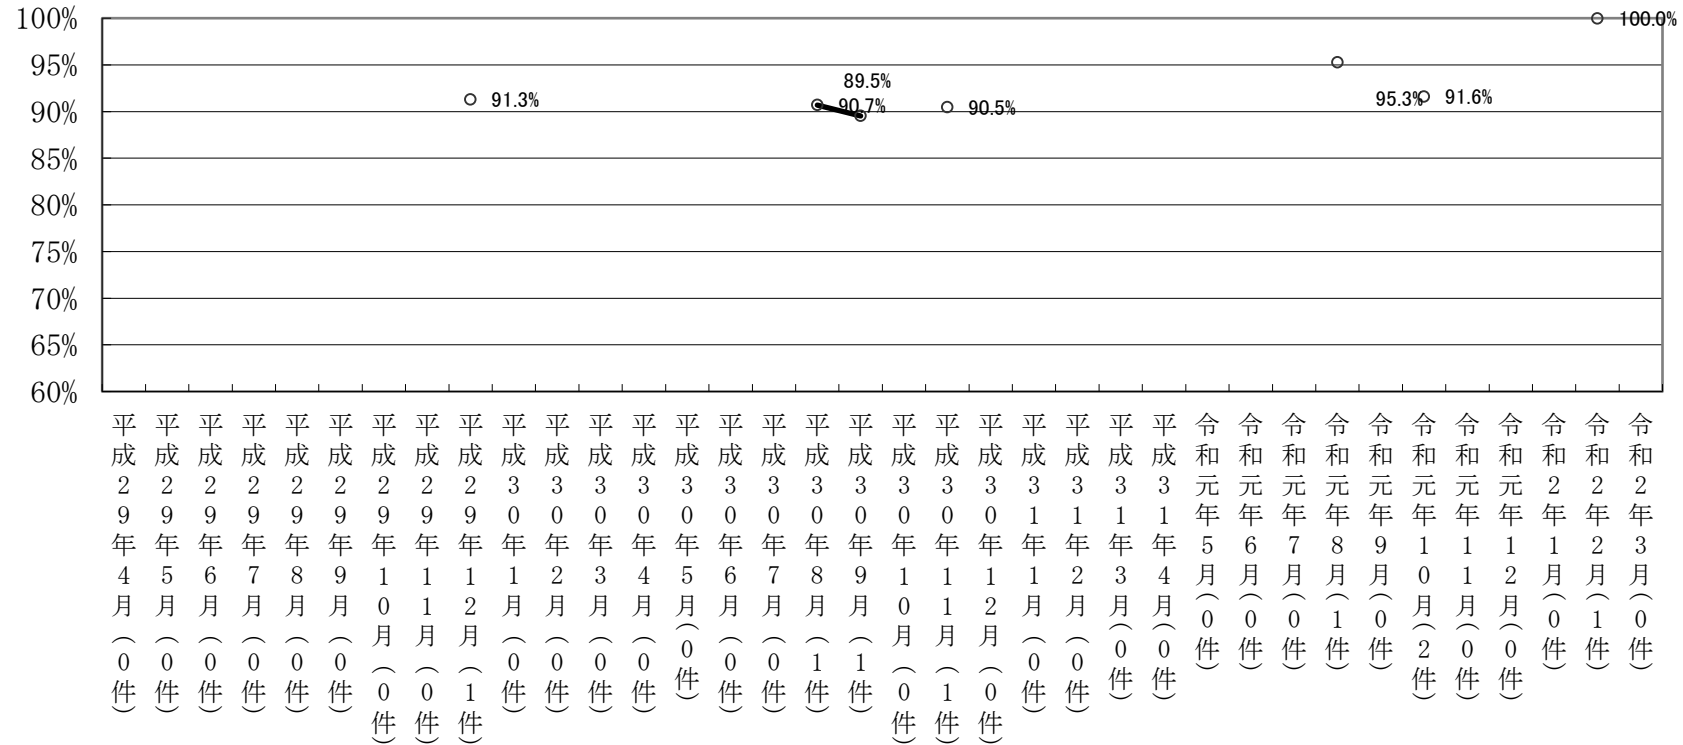 100%
95%
90%
85%
80%
75%
70%
65%
60%
91.3%
89.5%
90.7%
90.5%
95.3%
91.6%
100.0%
平成29年4月(0件)
平成29年5月(0件)
平成29年6月(0件)
平成29年7月(0件)
平成29年8月(0件)
平成29年9月(0件)
平成29年10月(0件)
平成29年11月(0件)
平成29年12月(1件)
平成30年1月(0件)
平成30年2月(0件)
平成30年3月(0件)
平成30年4月(0件)
平成30年5月(0件)
平成30年6月(0件)
平成30年7月(0件)
平成30年8月(1件)
平成30年9月(1件)
平成30年10月(0件)
平成30年11月(1件)
平成30年12月(0件)
平成31年1月(0件)
平成31年2月(0件)
平成31年3月(0件)
平成31年4月(0件)
令和元年5月(0件)
令和元年6月(0件)
令和元年7月(0件)
令和元年8月(1件)
令和元年9月(0件)
令和元年10月(2件)
令和元年11月(0件)
令和元年12月(0件)
令和2年1月(0件)
令和2年2月(1件)
令和2年3月(0件)